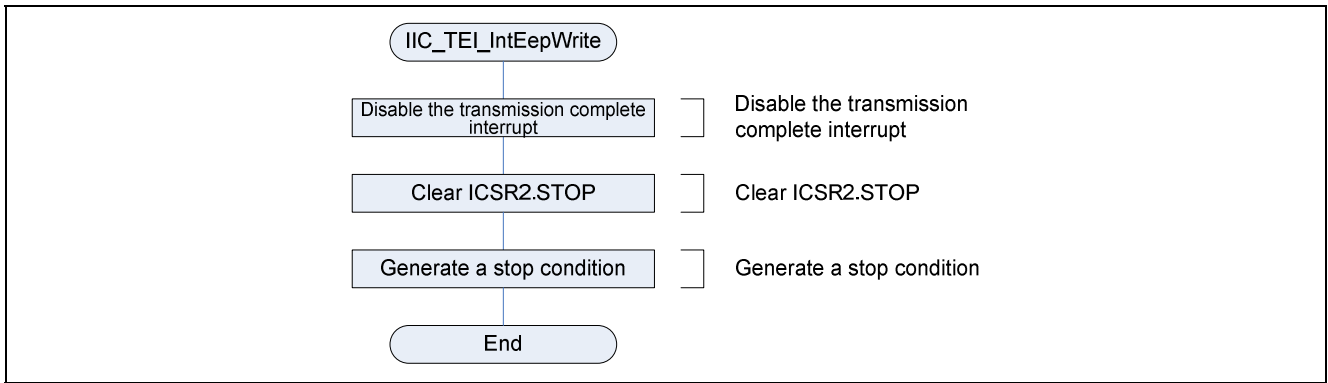 IIC_TEI_IntEepWrite
Disable the transmission complete
interrupt
Disable the transmission
complete interrupt
Clear ICSR2.STOP
Clear ICSR2.STOP
Generate a stop condition
Generate a stop condition
End